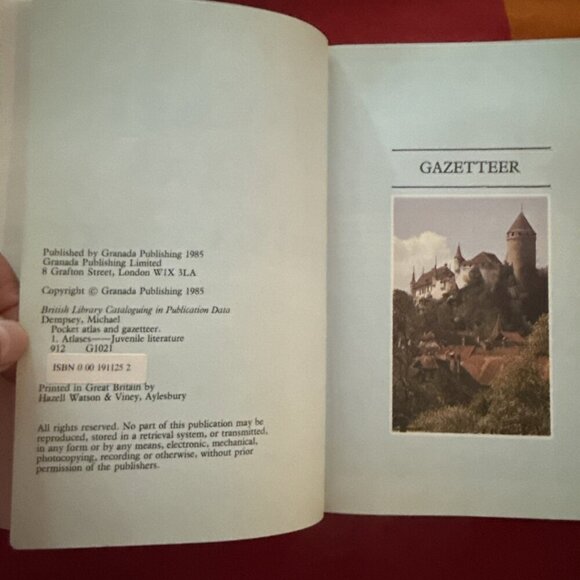 Published by Granada Publishing 1985
Granada Publishing Limited
8 Grafton Street, London W1X 3LA
Copyright © Granada Publishing 1985
British Library Cataloguing in Publication Data
Dempsey, Michael
Pocket atlas and gazetteer.
1. Atlases—Juvenile literature
912 G1021
ISBN 0 00 191125 2
Printed in Great Britain by
Hazell Watson & Viney, Aylesbury
All rights reserved. No part of this publication may be
reproduced, stored in a retrieval system, or transmitted,
in any form or by any means, electronic, mechanical,
photocopying, recording or otherwise, without prior
permission of the publishers.
GAZETTEER